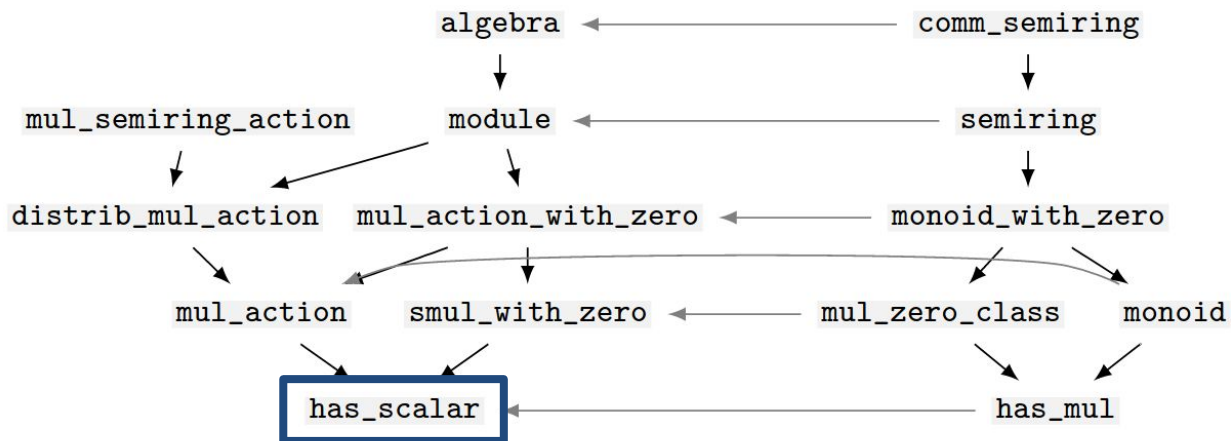 algebra comm_semiring
mul_semiring_action module semiring
distrib_mul_action mul_action_with_zero monoid_with_zero
mul_action smul_with_zero mul_zero_class monoid
has_scalar has_mul